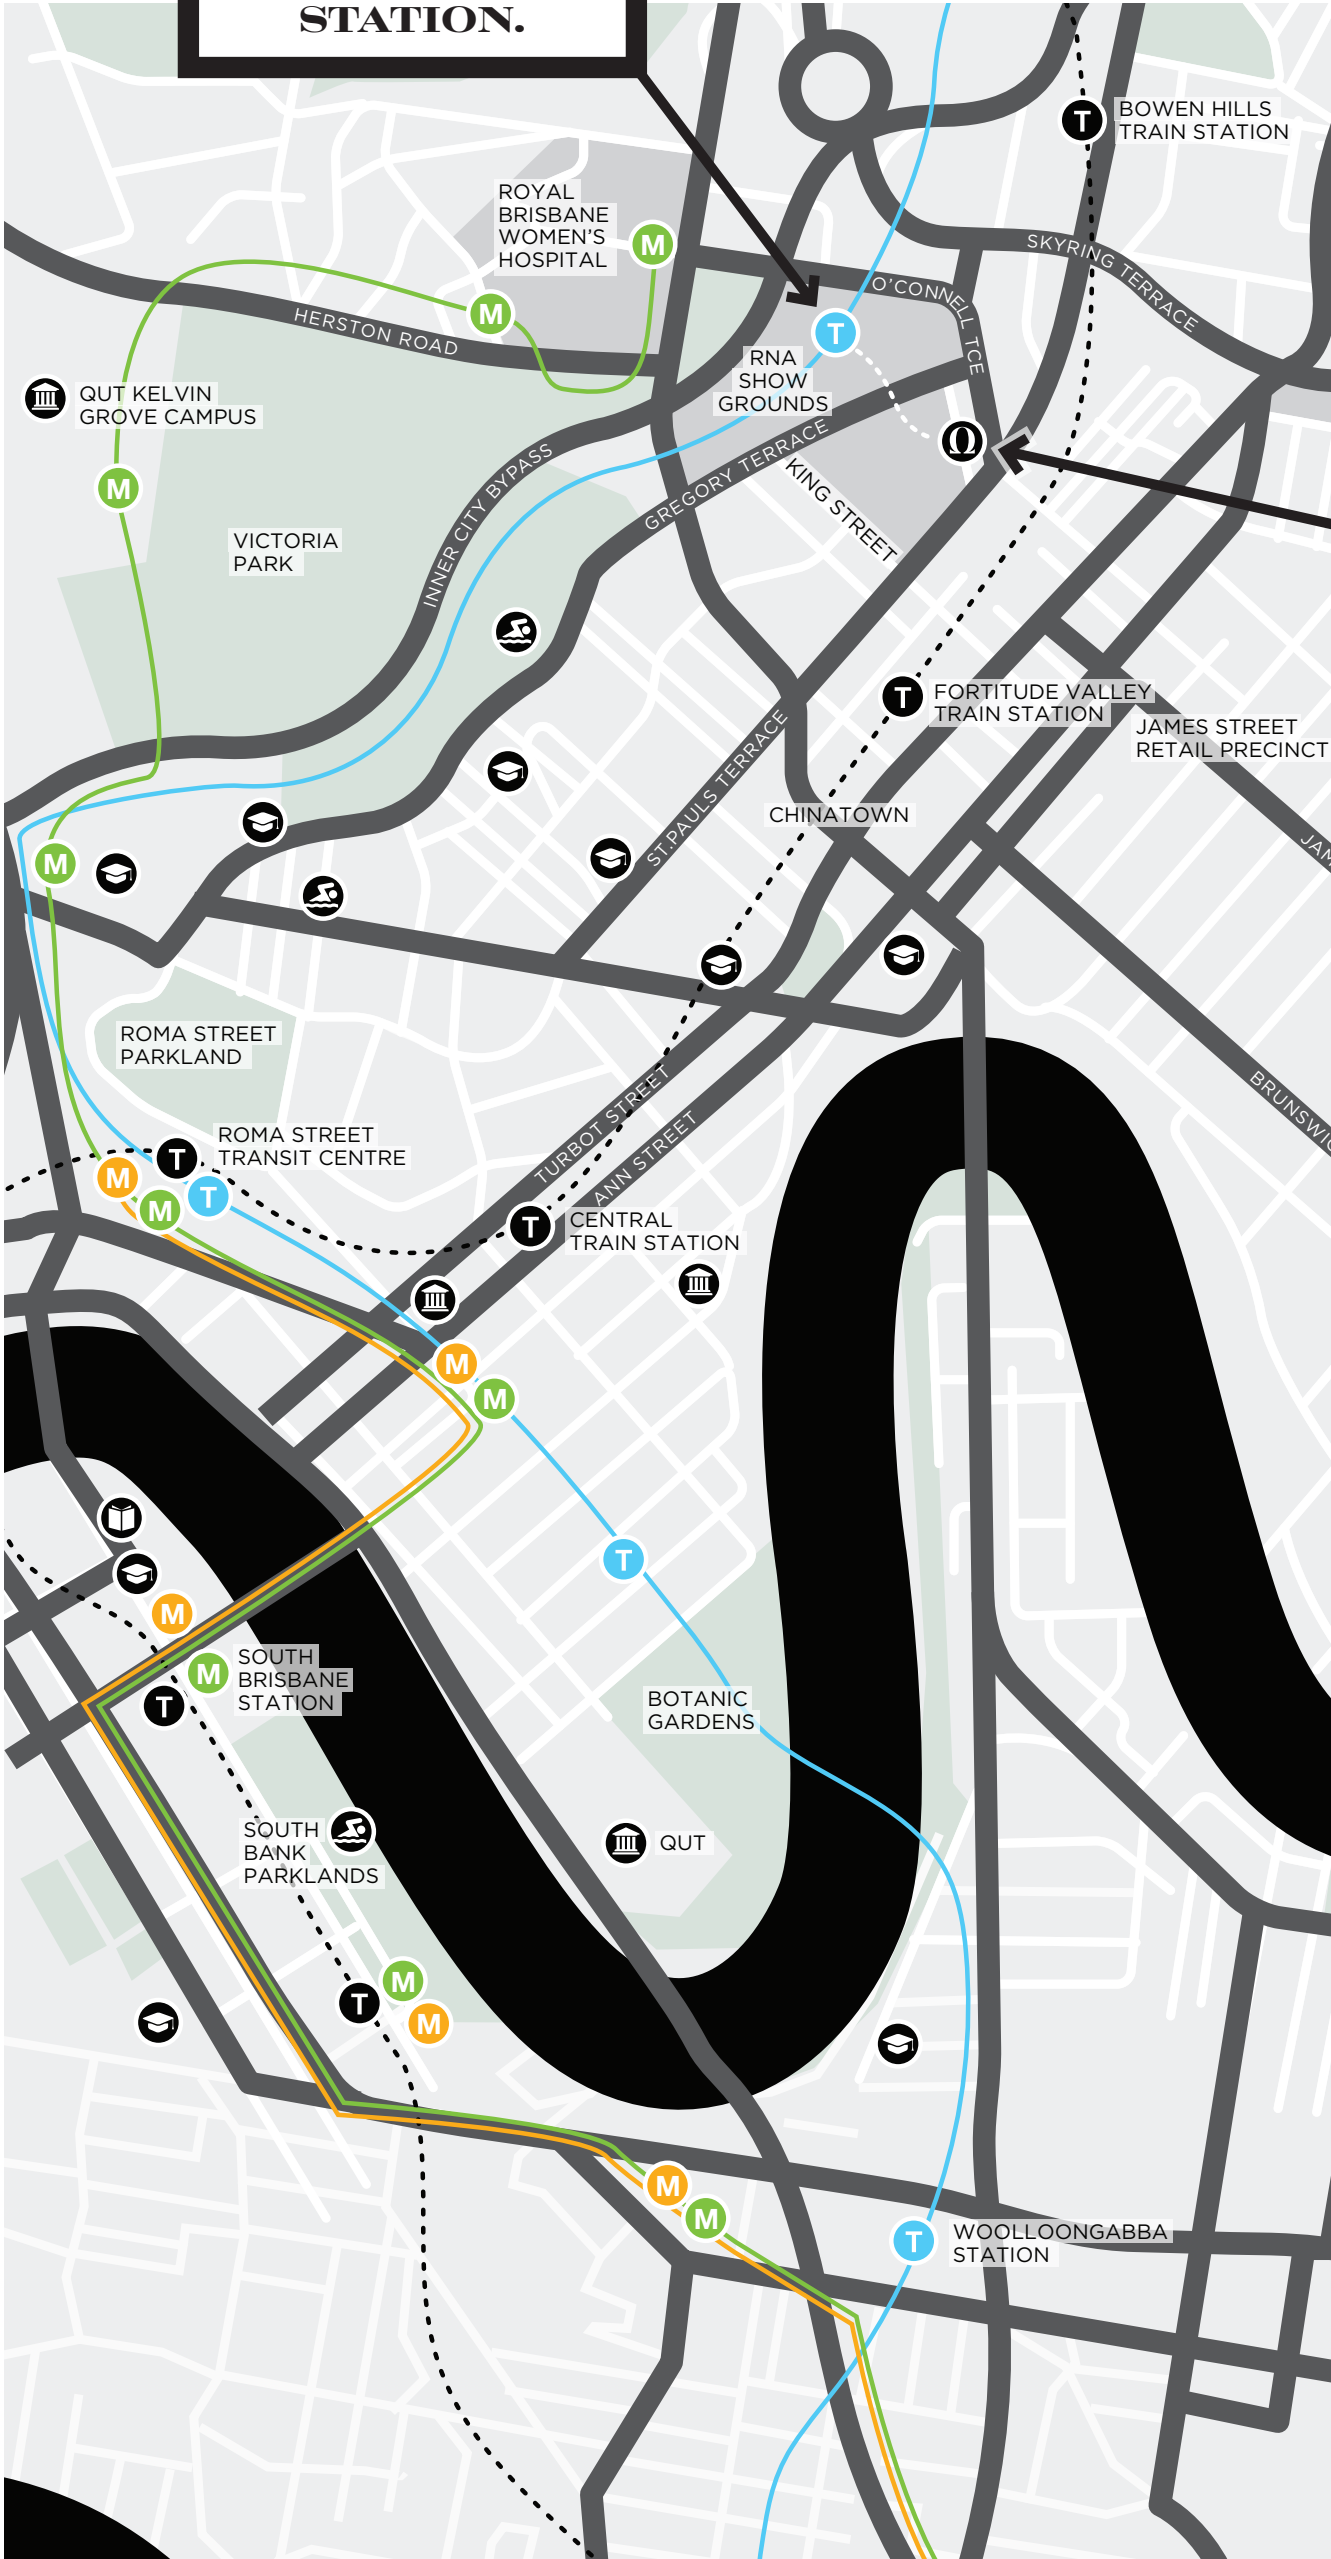 STATION.
BOWEN HILLS
TRAIN STATION
ROYAL
BRISBANE
WOMEN'S
HOSPITAL
M
T
SKYRING TERRACE
O'CONNELL TCE
M
HERSTON ROAD
T
RNA
SHOW
GROUNDS
QUT KELVIN
GROVE CAMPUS
GREGORY TERRACE
KING STREET
M
INNER CITY BYPASS
VICTORIA
PARK
T
FORTITUDE VALLEY
TRAIN STATION
JAMES STREET
RETAIL PRECINCT
ST.PAULS TERRACE
CHINATOWN
JAM
M
ROMA STREET
PARKLAND
TURBOT STREET
ANN STREET
BRUNSWIC
ROMA STREET
TRANSIT CENTRE
T
M
T
M
T
CENTRAL
TRAIN STATION
M
M
T
M
M
SOUTH
BRISBANE
STATION
T
BOTANIC
GARDENS
SOUTH
BANK
PARKLANDS
QUT
M
T
M
M
M
T
WOOLLOONGABBA
STATION